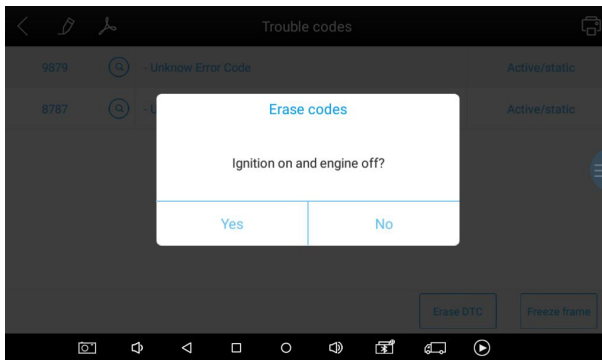 Trouble codes
9879 - Unknow Error Code Active/static
8787 - U Active/static
Erase codes
Ignition on and engine off?
Yes No
Erase DTC Freeze frame